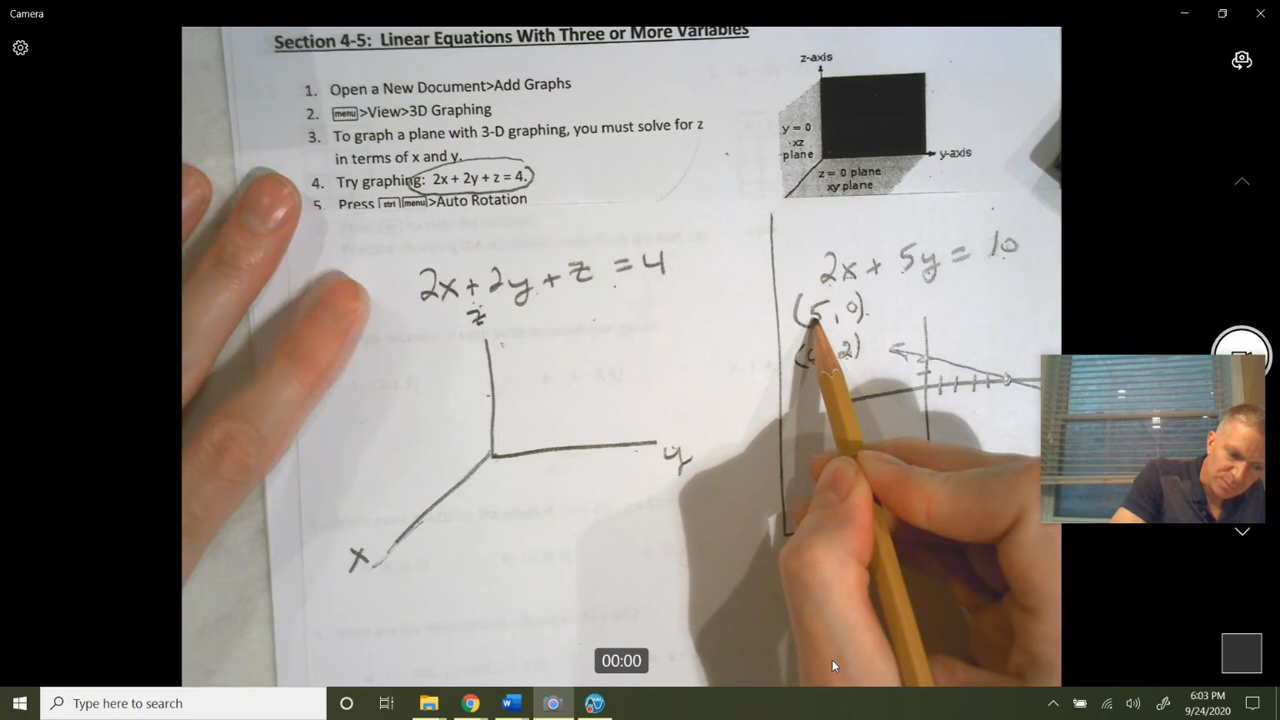 Camera
Section 4-5: Linear Equations With Three or More Variables
1. Open a New Document>Add Graphs
2. menu >View>3D Graphing
3. To graph a plane with 3-D graphing, you must solve for z
in terms of x and y.
4. Try graphing: 2x + 2y + z = 4.
5. Press ctrl menu >Auto Rotation
z-axis
y = 0
xz
plane
y-axis
z = 0 plane
xy plane
2x + 2y + z = 4
z
y
x
2x + 5y = 10
(5, 0)
2)
00:00
Type here to search
6:03 PM
9/24/2020